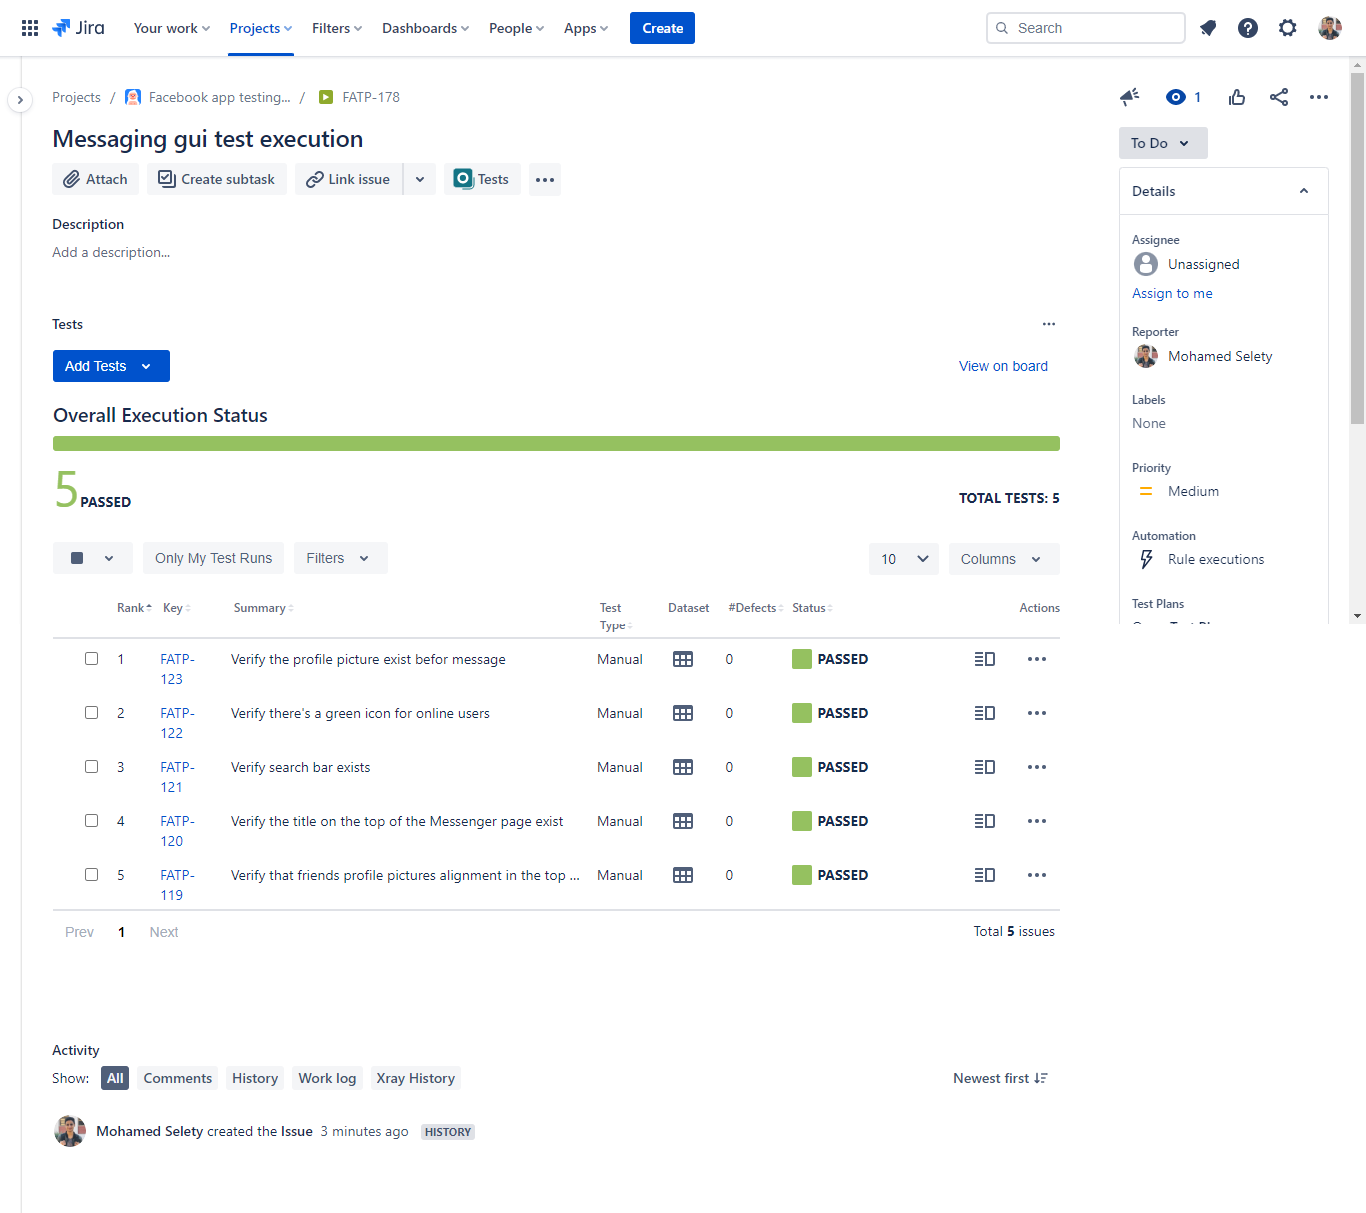 Jira Your work Projects Filters Dashboards People Apps Create Search
Projects / Facebook app testing... / FATP-178 1
Messaging gui test execution
To Do
Attach Create subtask Link issue Tests
Details
Description
Add a description...
Assignee
Unassigned
Assign to me
Tests
Reporter
Mohamed Selety
Add Tests View on board
Labels
None
Overall Execution Status
Priority
Medium
5 PASSED TOTAL TESTS: 5
Automation
Rule executions
Only My Test Runs Filters 10 Columns
Test Plans
Rank Key Summary Test Type Dataset #Defects Status Actions
1 FATP-123 Verify the profile picture exist befor message Manual 0 PASSED
2 FATP-122 Verify there's a green icon for online users Manual 0 PASSED
3 FATP-121 Verify search bar exists Manual 0 PASSED
4 FATP-120 Verify the title on the top of the Messenger page exist Manual 0 PASSED
5 FATP-119 Verify that friends profile pictures alignment in the top ... Manual 0 PASSED
Prev 1 Next Total 5 issues
Activity
Show: All Comments History Work log Xray History Newest first
Mohamed Selety created the Issue 3 minutes ago HISTORY